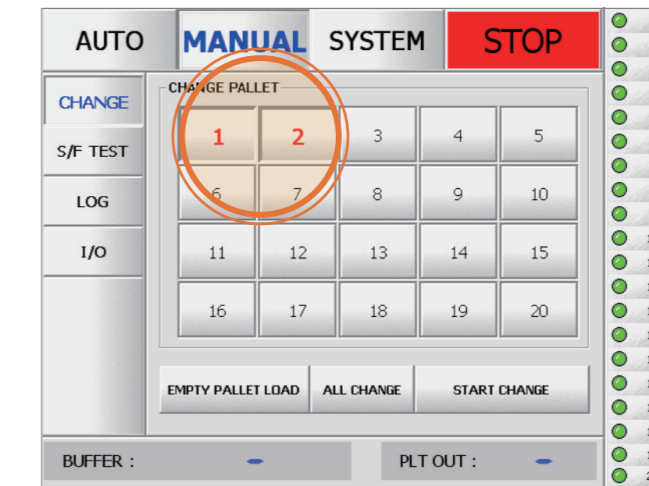 AUTO MANUAL SYSTEM STOP
CHANGE
S/F TEST
LOG
I/O
CHANGE PALLET
1 2 3 4 5
6 7 8 9 10
11 12 13 14 15
16 17 18 19 20
EMPTY PALLET LOAD ALL CHANGE START CHANGE
BUFFER : - PLT OUT : -